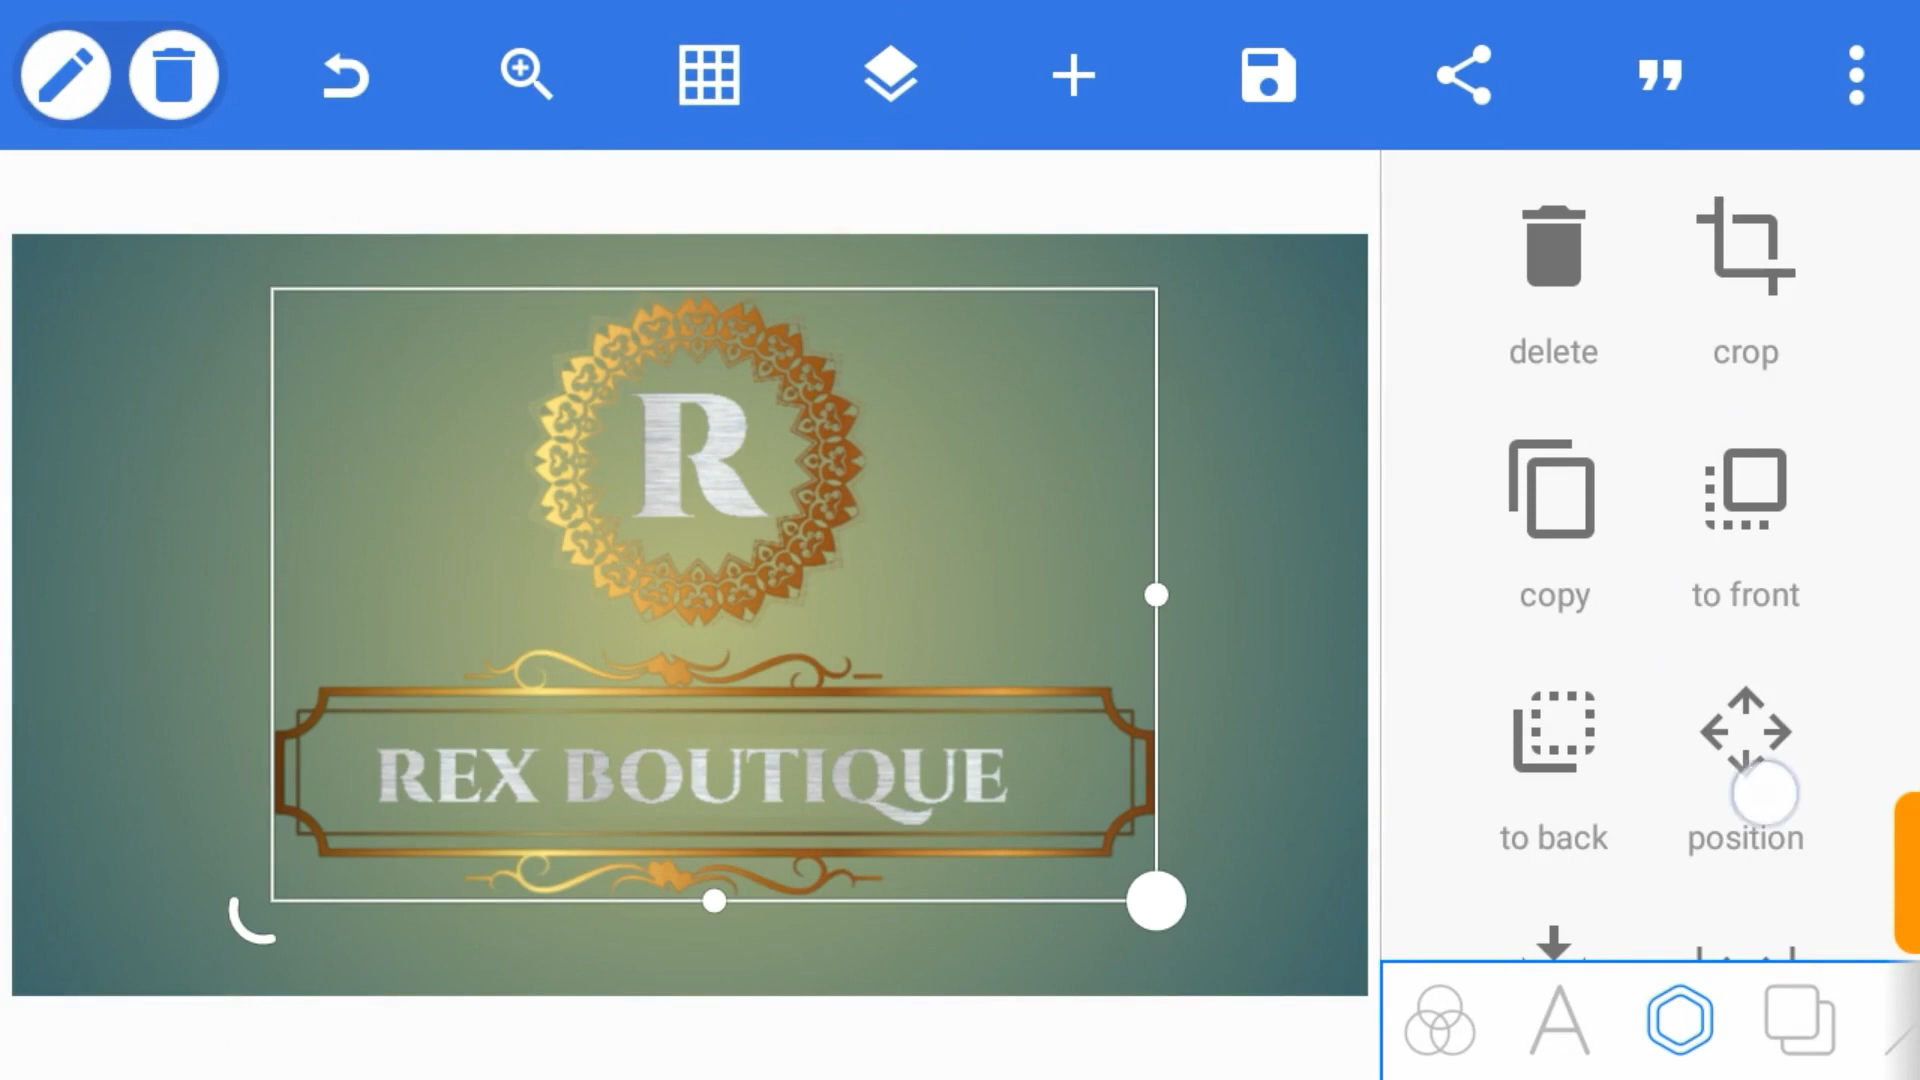 delete
crop
R
copy
to front
REX BOUTIQUE
to back
position